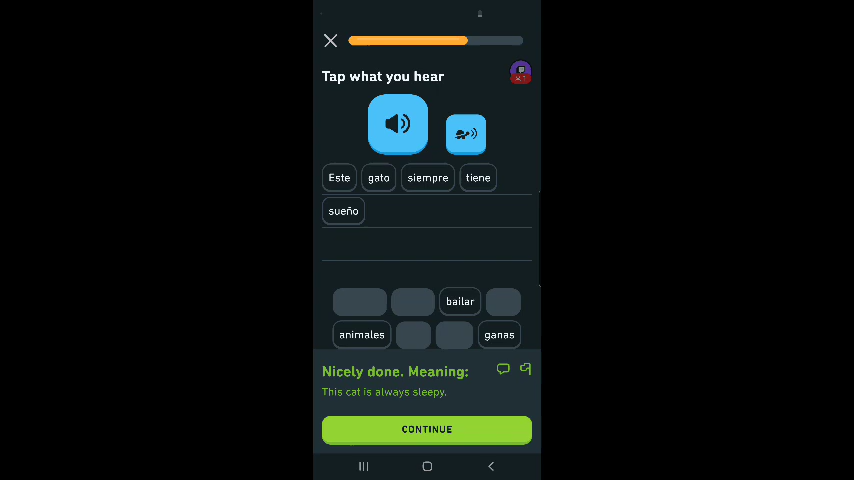 Tap what you hear
Este gato siempre tiene
sueño
bailar
animales ganas
Nicely done. Meaning:
This cat is always sleepy.
CONTINUE